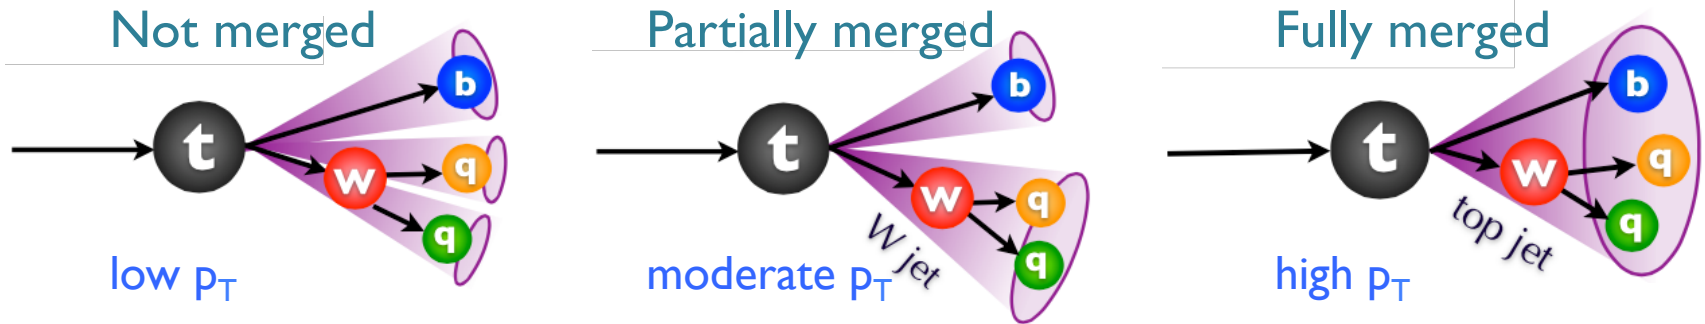 Not merged
b
t
q
w
q
low pT
Partially merged
b
t
w
q
q
W jet
moderate pT
Fully merged
b
t
q
w
q
top jet
high pT